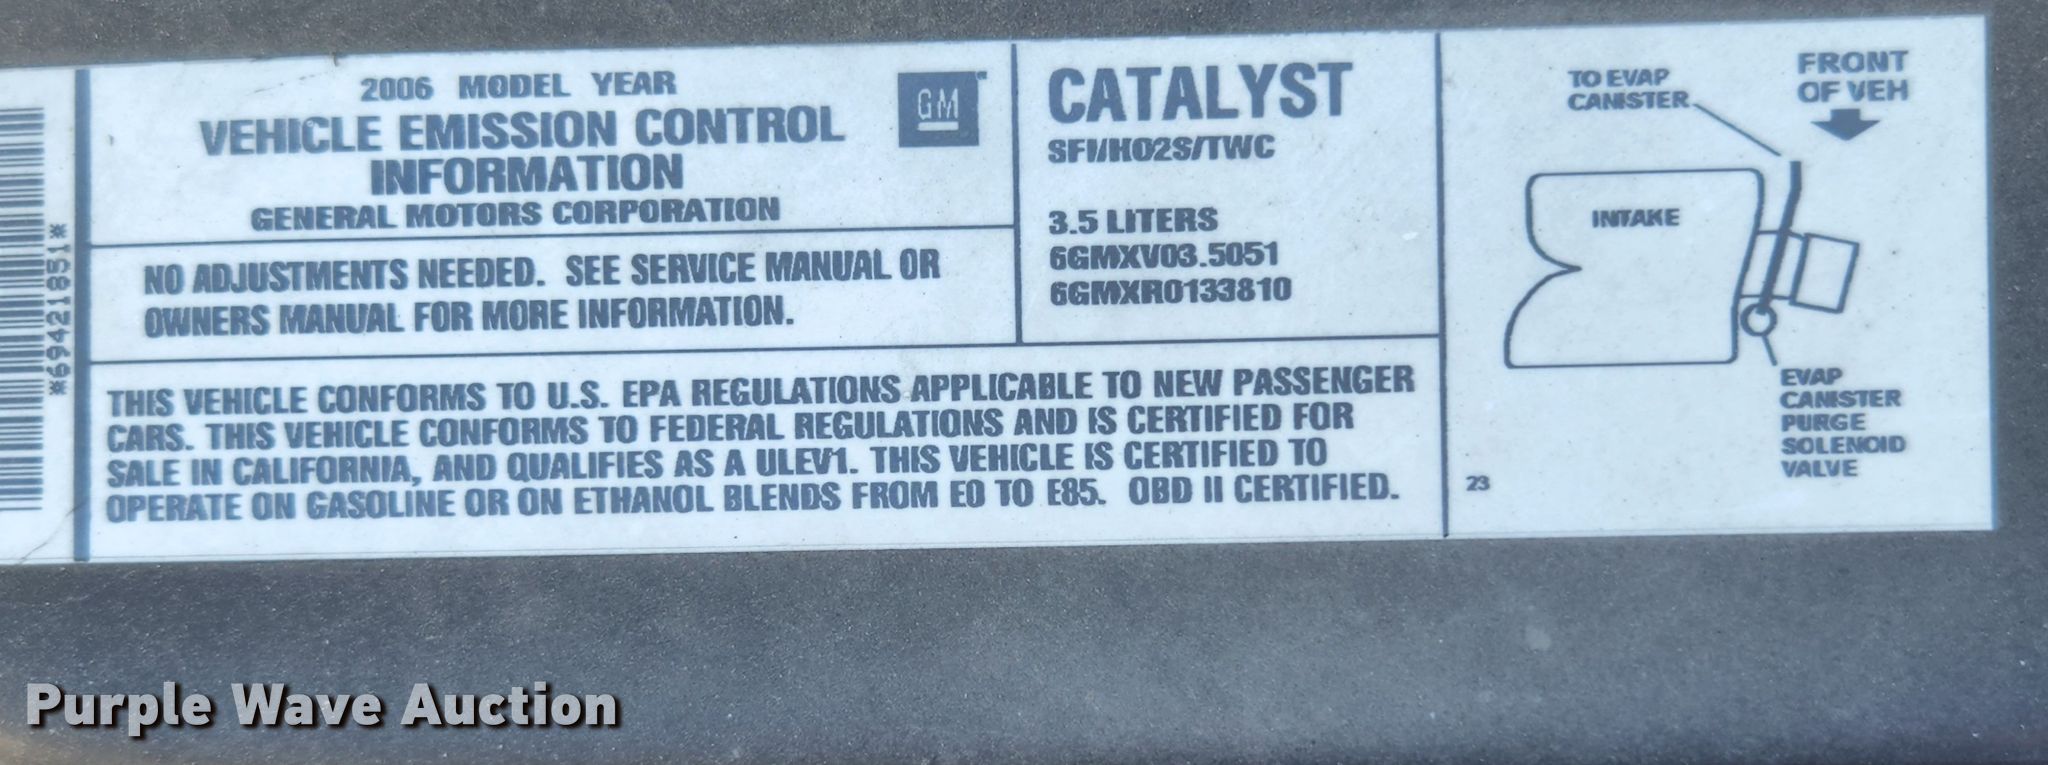 *69421851*
2006 MODEL YEAR
VEHICLE EMISSION CONTROL
INFORMATION
GENERAL MOTORS CORPORATION
GM
NO ADJUSTMENTS NEEDED. SEE SERVICE MANUAL OR
OWNERS MANUAL FOR MORE INFORMATION.
CATALYST
SFI/HO2S/TWC
3.5 LITERS
6GMXV03.5051
6GMXR0133810
THIS VEHICLE CONFORMS TO U.S. EPA REGULATIONS APPLICABLE TO NEW PASSENGER
CARS. THIS VEHICLE CONFORMS TO FEDERAL REGULATIONS AND IS CERTIFIED FOR
SALE IN CALIFORNIA, AND QUALIFIES AS A ULEV1. THIS VEHICLE IS CERTIFIED TO
OPERATE ON GASOLINE OR ON ETHANOL BLENDS FROM E0 TO E85. OBD II CERTIFIED.
TO EVAP
CANISTER
FRONT
OF VEH
INTAKE
EVAP
CANISTER
PURGE
SOLENOID
VALVE
23
Purple Wave Auction